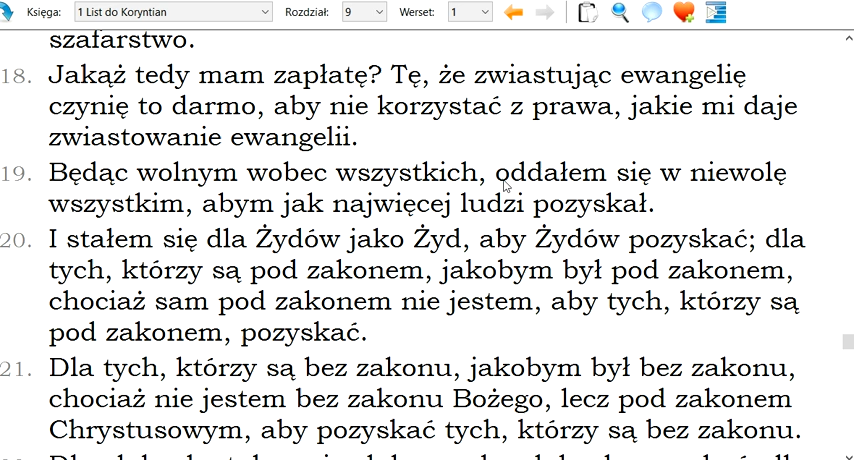 Księga: 1 List do Koryntian Rozdział: 9 Werset: 1
szafarstwo.
18. Jakąż tedy mam zapłatę? Tę, że zwiastując ewangelię
czynię to darmo, aby nie korzystać z prawa, jakie mi daje
zwiastowanie ewangelii.
19. Będąc wolnym wobec wszystkich, oddałem się w niewolę
wszystkim, abym jak najwięcej ludzi pozyskał.
20. I stałem się dla Żydów jako Żyd, aby Żydów pozyskać; dla
tych, którzy są pod zakonem, jakobym był pod zakonem,
chociaż sam pod zakonem nie jestem, aby tych, którzy są
pod zakonem, pozyskać.
21. Dla tych, którzy są bez zakonu, jakobym był bez zakonu,
chociaż nie jestem bez zakonu Bożego, lecz pod zakonem
Chrystusowym, aby pozyskać tych, którzy są bez zakonu.